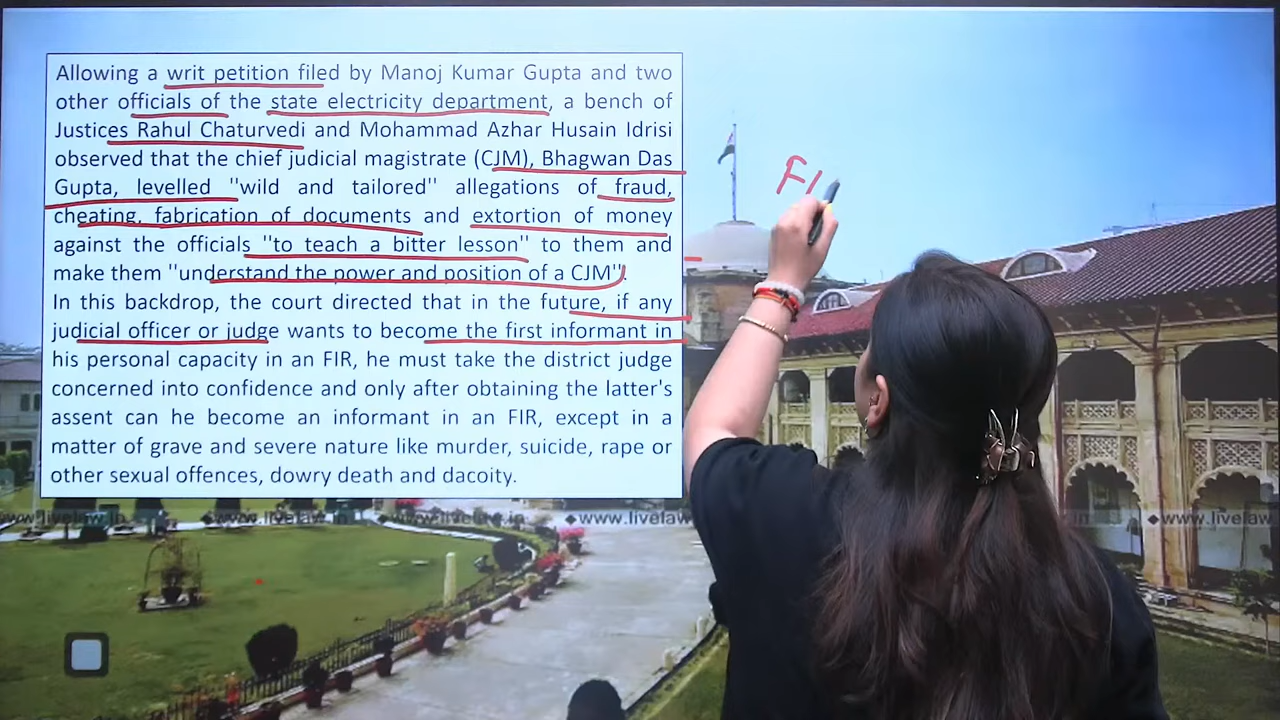 Allowing a writ petition filed by Manoj Kumar Gupta and two
other officials of the state electricity department, a bench of
Justices Rahul Chaturvedi and Mohammad Azhar Husain Idrisi
observed that the chief judicial magistrate (CJM), Bhagwan Das
Gupta, levelled "wild and tailored" allegations of fraud,
cheating, fabrication of documents and extortion of money
against the officials "to teach a bitter lesson" to them and
make them "understand the power and position of a CJM".
In this backdrop, the court directed that in the future, if any
judicial officer or judge wants to become the first informant in
his personal capacity in an FIR, he must take the district judge
concerned into confidence and only after obtaining the latter's
assent can he become an informant in an FIR, except in a
matter of grave and severe nature like murder, suicide, rape or
other sexual offences, dowry death and dacoity.
FI
www.livelaw.in ◆www.livelaw.in ◆www.livelaw.in ◆www.livelaw ◆www.livelaw